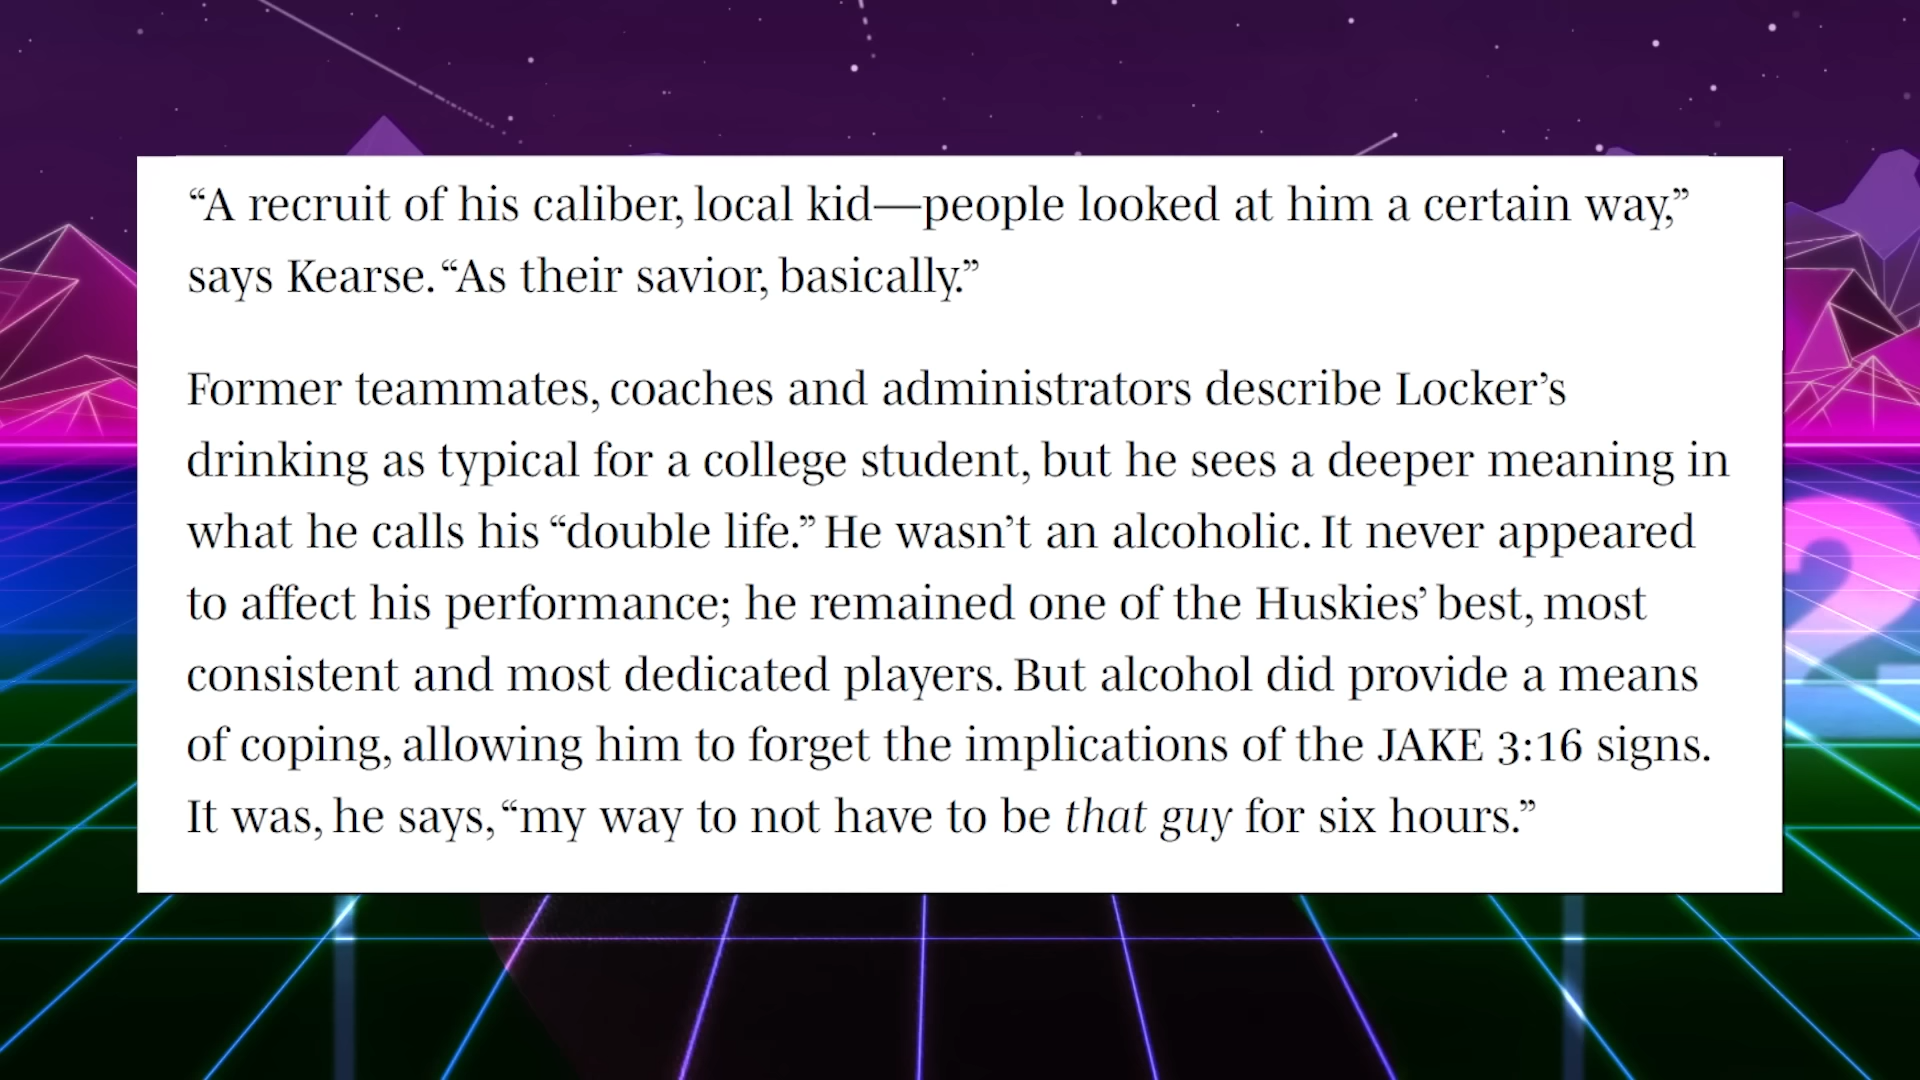 “A recruit of his caliber, local kid—people looked at him a certain way,”
says Kearse. “As their savior, basically.”
Former teammates, coaches and administrators describe Locker’s
drinking as typical for a college student, but he sees a deeper meaning in
what he calls his “double life.” He wasn’t an alcoholic. It never appeared
to affect his performance; he remained one of the Huskies’ best, most
consistent and most dedicated players. But alcohol did provide a means
of coping, allowing him to forget the implications of the JAKE 3:16 signs.
It was, he says, “my way to not have to be that guy for six hours.”
2